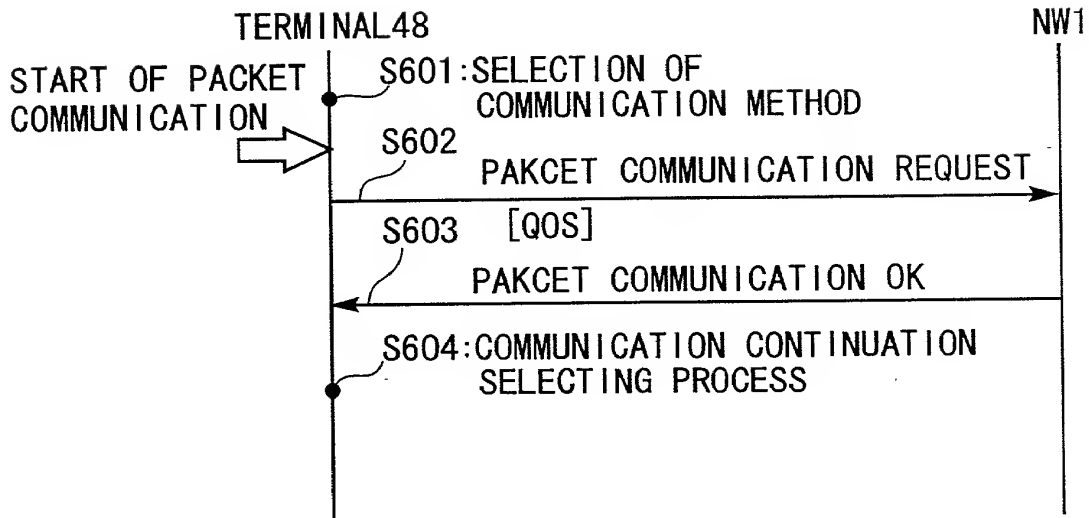 TERMINAL48
NW1
START OF PACKET
COMMUNICATION
S601:SELECTION OF
COMMUNICATION METHOD
S602
PAKCET COMMUNICATION REQUEST
[QOS]
S603
PAKCET COMMUNICATION OK
S604:COMMUNICATION CONTINUATION
SELECTING PROCESS